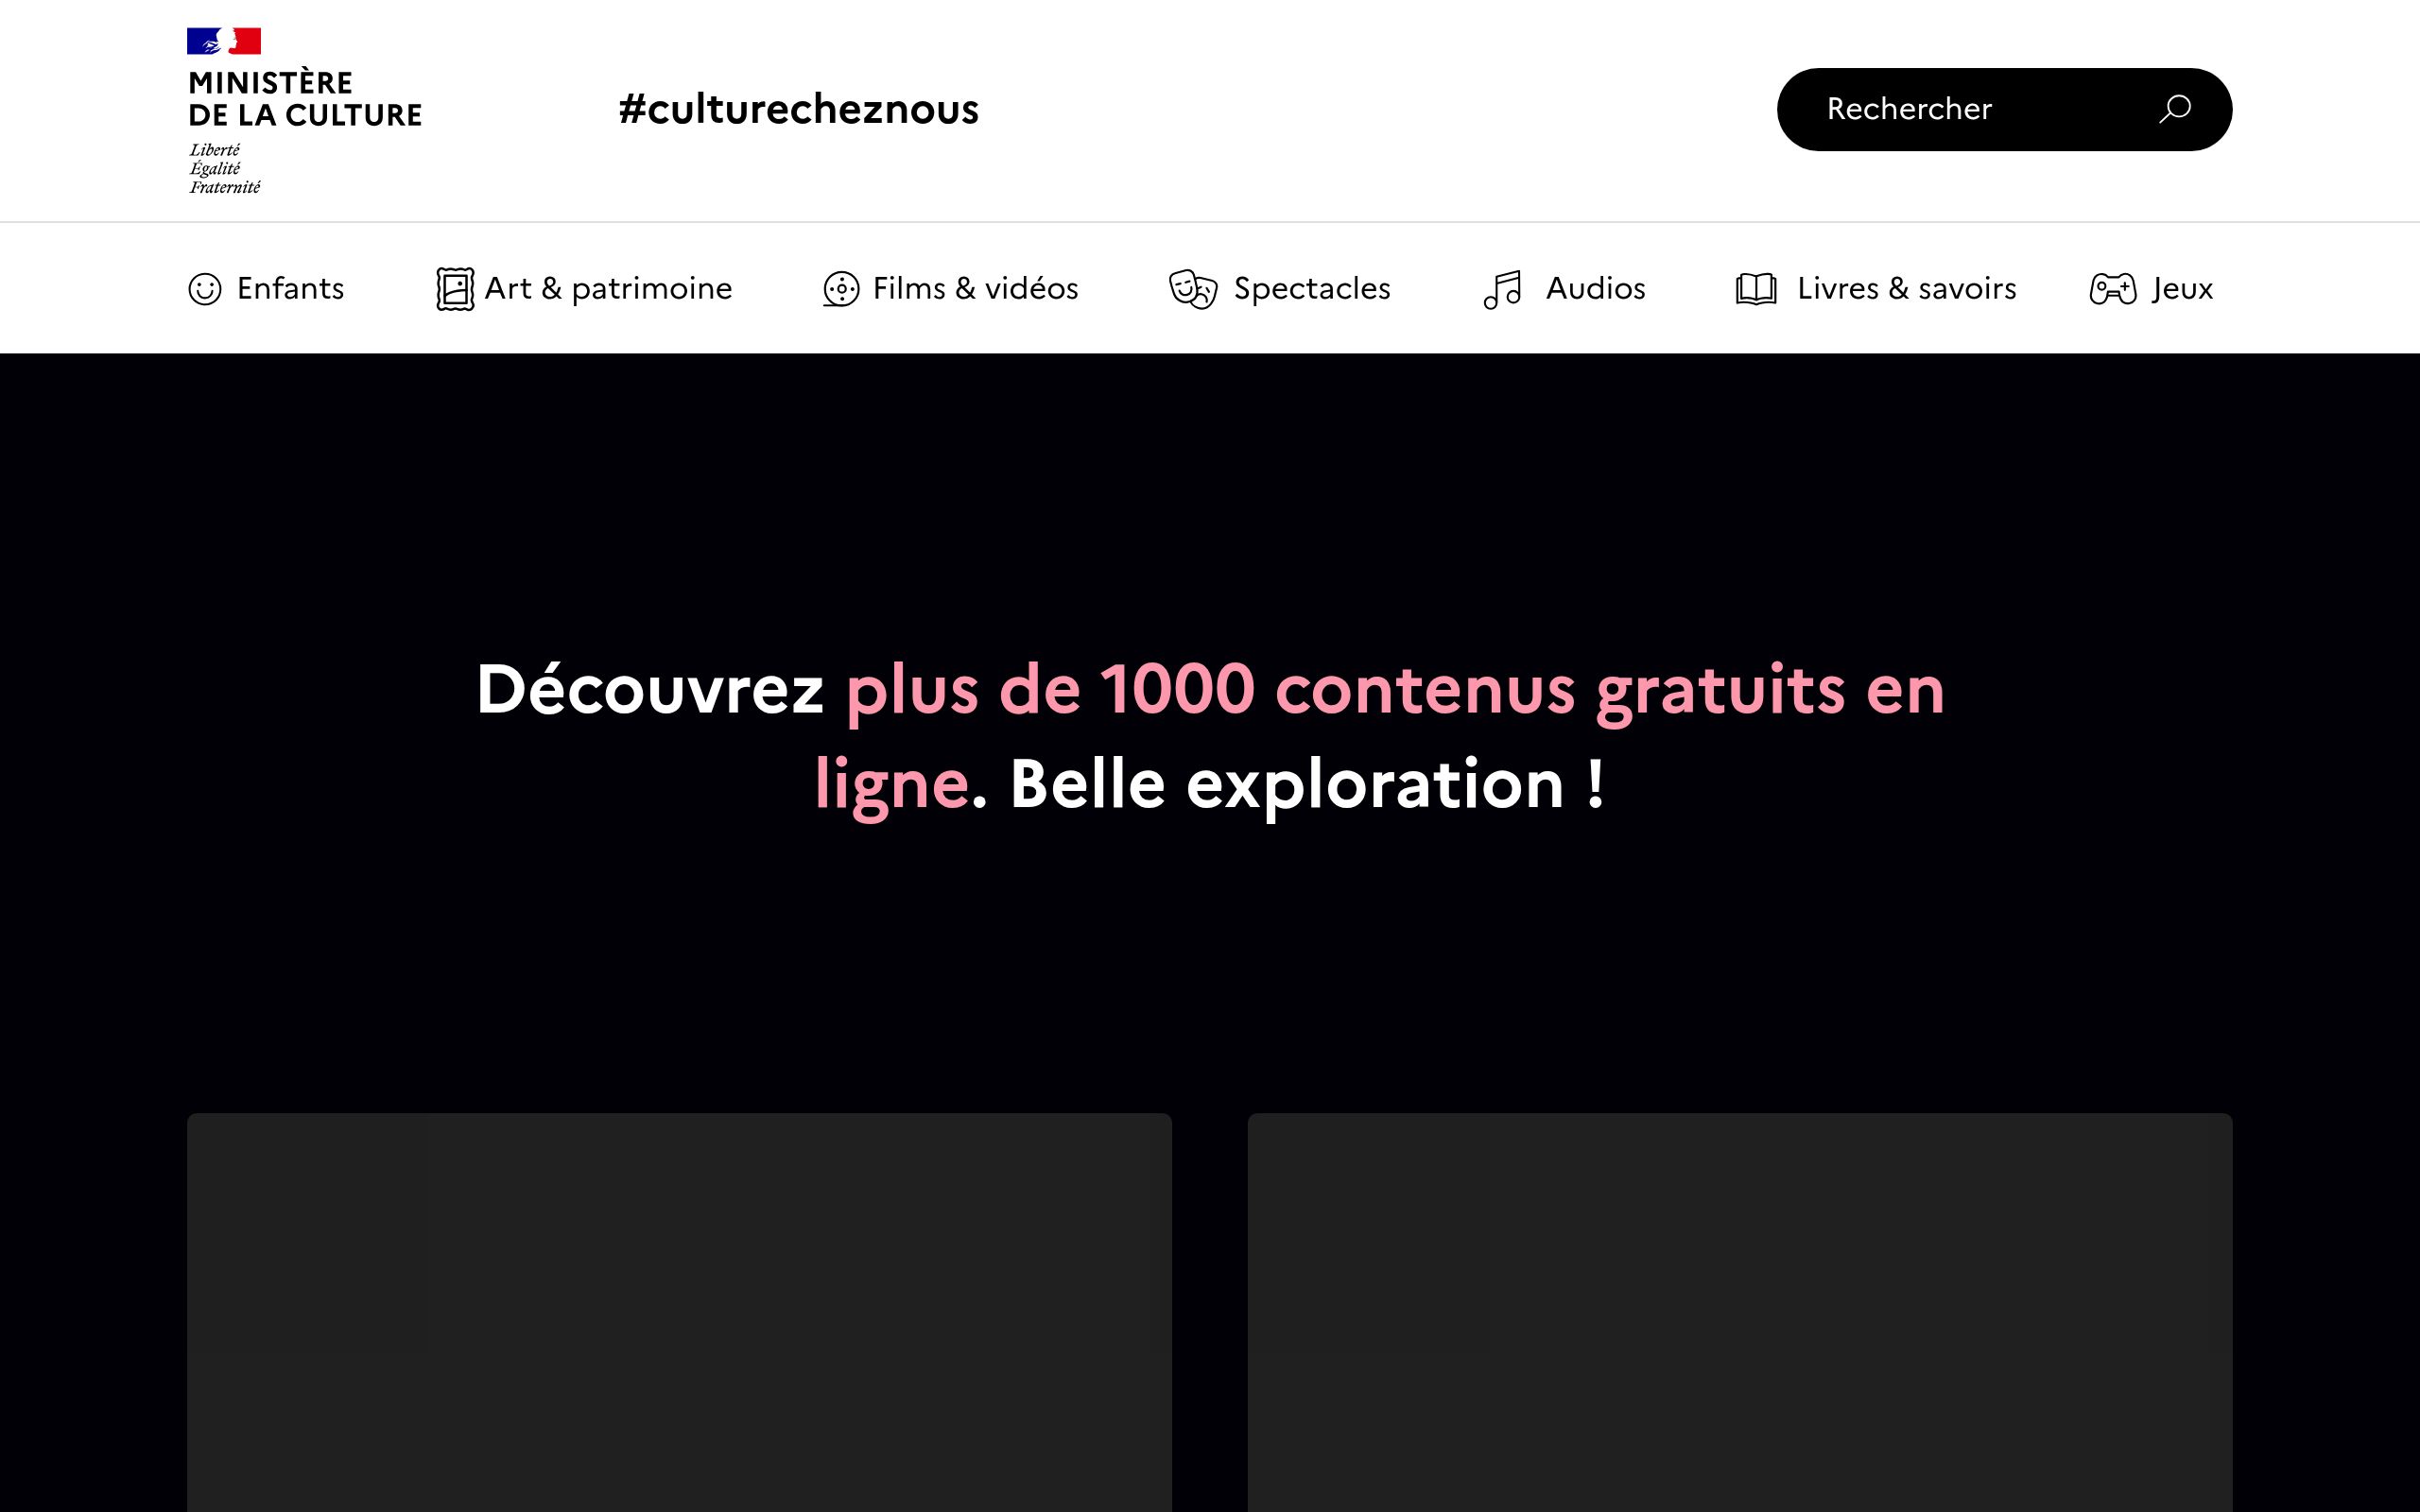 MINISTÈRE
DE LA CULTURE
Liberté
Égalité
Fraternité
#culturecheznous
Rechercher
Enfants
Art & patrimoine
Films & vidéos
Spectacles
Audios
Livres & savoirs
Jeux
Découvrez plus de 1000 contenus gratuits en
ligne. Belle exploration !